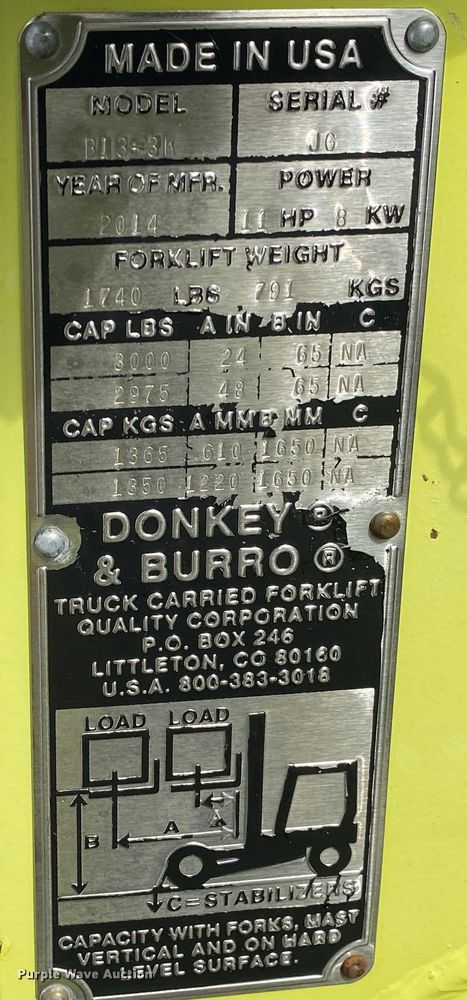 MADE IN USA
MODEL SERIAL #
B13-3K JG
YEAR OF MFR. POWER
2014 11 HP 8 KW
FORKLIFT WEIGHT
1740 LBS 791 KGS
CAP LBS A IN B IN C
3000 24 65 NA
2975 48 65 NA
CAP KGS A MM B MM C
1365 610 1650 NA
1350 1220 1650 NA
DONKEY ®
& BURRO ®
TRUCK CARRIED FORKLIFT
QUALITY CORPORATION
P.O. BOX 246
LITTLETON, CO 80160
U.S.A. 800-383-3018
LOAD LOAD
A
B A
C=STABILIZERS
CAPACITY WITH FORKS, MAST
VERTICAL AND ON HARD
LEVEL SURFACE.
Purple Wave Auction